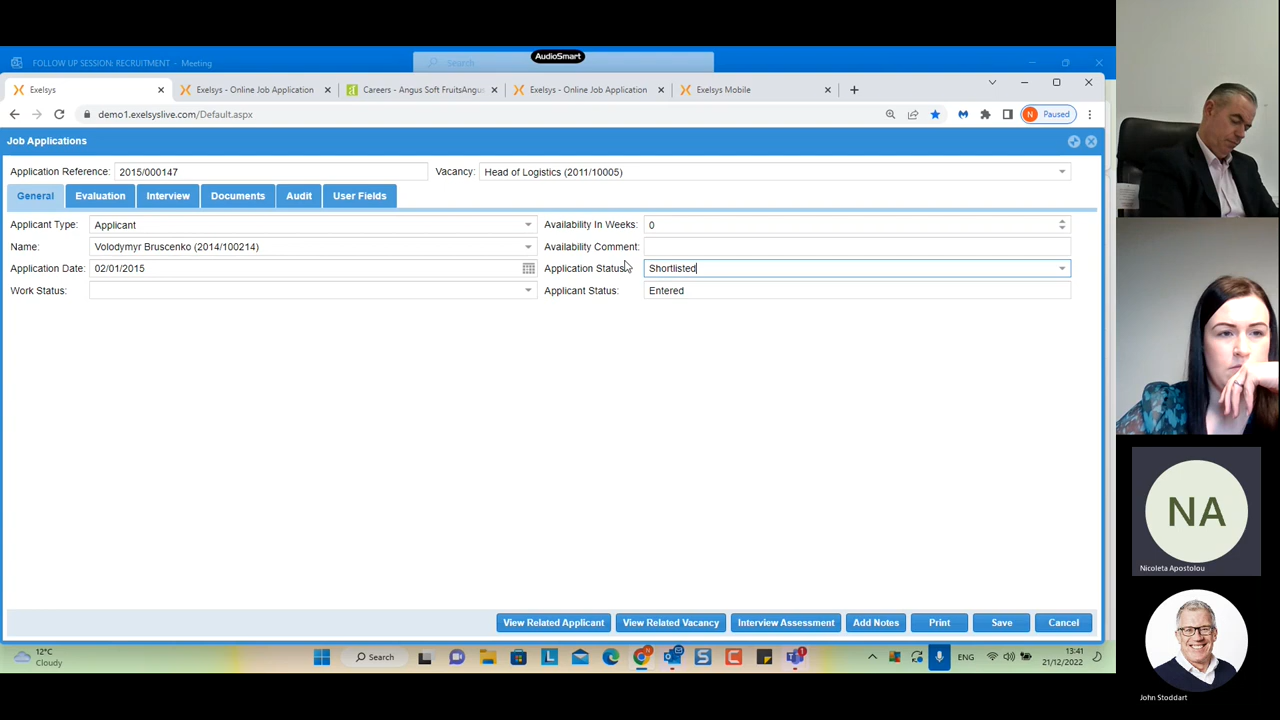 AudioSmart
FOLLOW UP SESSION: RECRUITMENT - Meeting
Search
Exelsys
Exelsys - Online Job Application
Careers - Angus Soft FruitsAngus
Exelsys - Online Job Application
Exelsys Mobile
demo1.exelsyslive.com/Default.aspx
N Paused
Job Applications
Application Reference: 2015/000147 Vacancy: Head of Logistics (2011/10005)
General Evaluation Interview Documents Audit User Fields
Applicant Type: Applicant Availability In Weeks: 0
Name: Volodymyr Bruscenko (2014/100214) Availability Comment:
Application Date: 02/01/2015 Application Status: Shortlisted
Work Status: Applicant Status: Entered
View Related Applicant View Related Vacancy Interview Assessment Add Notes Print Save Cancel
12°C
Cloudy
Search
ENG
13:41
21/12/2022
NA
Nicoleta Apostolou
John Stoddart